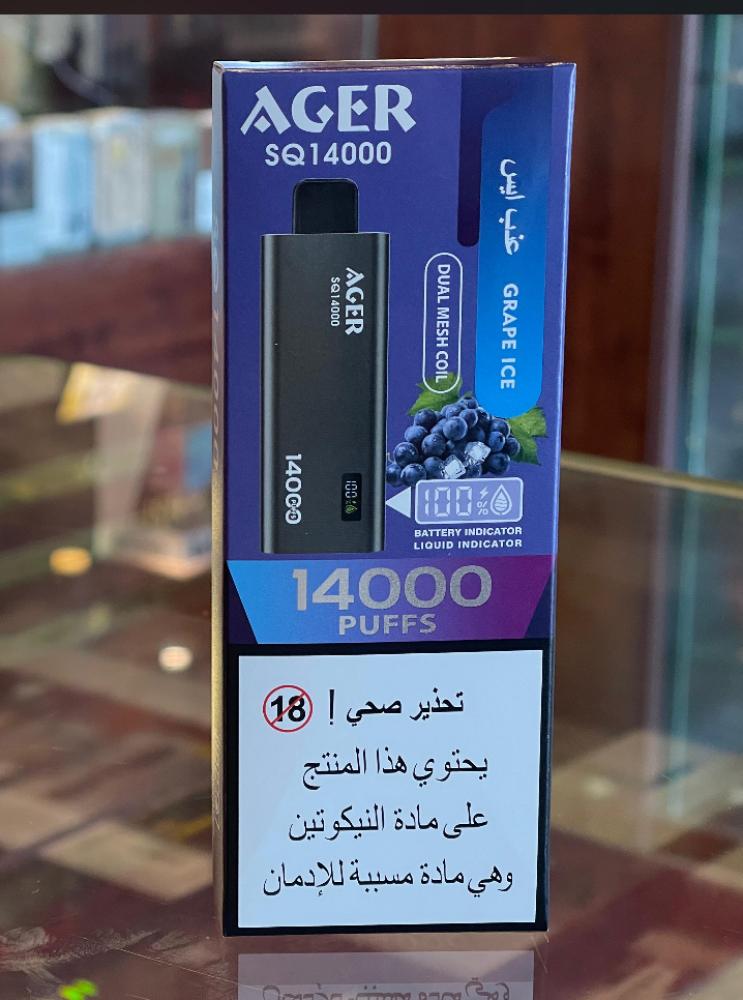 AGER
SQ14000
عنب ايس
GRAPE ICE
DUAL MESH COIL
AGER
SQ14000
14000
PUFFS
100
100 %
BATTERY INDICATOR
LIQUID INDICATOR
14000
PUFFS
تحذير صحي ! 18
يحتوي هذا المنتج
على مادة النيكوتين
وهي مادة مسببة للإدمان